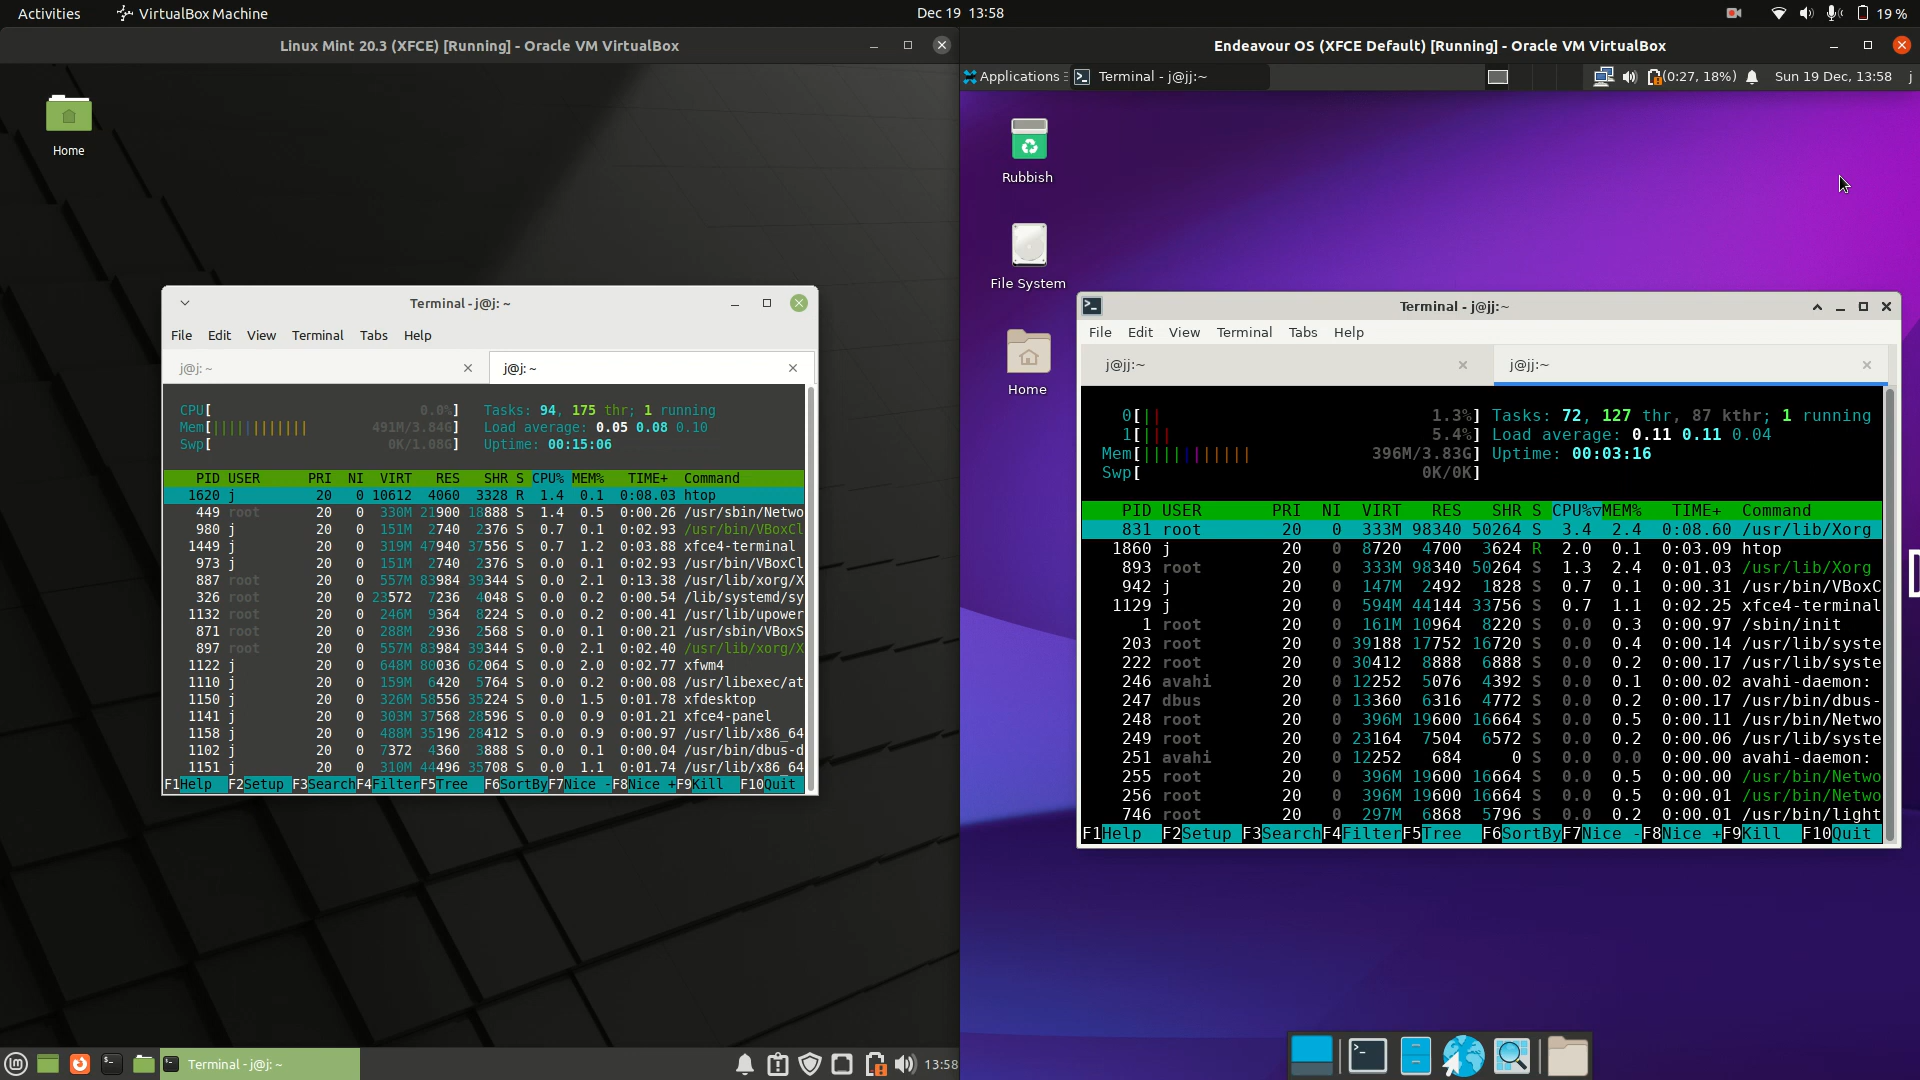 Activities VirtualBox Machine Dec 19 13:58 19 %
Linux Mint 20.3 (XFCE) [Running] - Oracle VM VirtualBox
Home
Terminal - j@j: ~
File Edit View Terminal Tabs Help
j@j: ~ j@j: ~
CPU[ 0.0%] Tasks: 94, 175 thr; 1 running
Mem[||||||||||||| 491M/3.84G] Load average: 0.05 0.08 0.10
Swp[ 0K/1.08G] Uptime: 00:15:06
PID USER PRI NI VIRT RES SHR S CPU% MEM% TIME+ Command
1620 j 20 0 10612 4060 3328 R 1.4 0.1 0:08.03 htop
449 root 20 0 330M 21900 18888 S 1.4 0.5 0:00.26 /usr/sbin/Netwo
980 j 20 0 151M 2740 2376 S 0.7 0.1 0:02.93 /usr/bin/VBoxCl
1449 j 20 0 319M 47940 37556 S 0.7 1.2 0:03.88 xfce4-terminal
973 j 20 0 151M 2740 2376 S 0.0 0.1 0:02.93 /usr/bin/VBoxCl
887 root 20 0 557M 83984 39344 S 0.0 2.1 0:13.38 /usr/lib/xorg/X
326 root 20 0 23572 7236 4048 S 0.0 0.2 0:00.54 /lib/systemd/sy
1132 root 20 0 246M 9364 8224 S 0.0 0.2 0:00.41 /usr/lib/upower
871 root 20 0 288M 2936 2568 S 0.0 0.1 0:00.21 /usr/sbin/VBoxS
897 root 20 0 557M 83984 39344 S 0.0 2.1 0:02.40 /usr/lib/xorg/X
1122 j 20 0 648M 80036 62064 S 0.0 2.0 0:02.77 xfwm4
1110 j 20 0 159M 6420 5764 S 0.0 0.2 0:00.08 /usr/libexec/at
1150 j 20 0 326M 58556 35224 S 0.0 1.5 0:01.78 xfdesktop
1141 j 20 0 303M 37568 28596 S 0.0 0.9 0:01.21 xfce4-panel
1158 j 20 0 488M 35196 28412 S 0.0 0.9 0:00.97 /usr/lib/x86_64
1102 j 20 0 7372 4360 3888 S 0.0 0.1 0:00.04 /usr/bin/dbus-d
1151 j 20 0 310M 44496 35708 S 0.0 1.1 0:01.74 /usr/lib/x86_64
F1Help F2Setup F3SearchF4FilterF5Tree F6SortByF7Nice -F8Nice +F9Kill F10Quit
Terminal - j@j: ~ 13:58
Endeavour OS (XFCE Default) [Running] - Oracle VM VirtualBox
Applications Terminal - j@jj:~ (0:27, 18%) Sun 19 Dec, 13:58 j
Rubbish
File System
Home
Terminal - j@jj:~
File Edit View Terminal Tabs Help
j@jj:~ j@jj:~
0[|| 1.3%] Tasks: 72, 127 thr, 87 kthr; 1 running
1[||| 5.4%] Load average: 0.11 0.11 0.04
Mem[||||||||||| 396M/3.83G] Uptime: 00:03:16
Swp[ 0K/0K]
PID USER PRI NI VIRT RES SHR S CPU%▽MEM% TIME+ Command
831 root 20 0 333M 98340 50264 S 3.4 2.4 0:08.60 /usr/lib/Xorg
1860 j 20 0 8720 4700 3624 R 2.0 0.1 0:03.09 htop
893 root 20 0 333M 98340 50264 S 1.3 2.4 0:01.03 /usr/lib/Xorg
942 j 20 0 147M 2492 1828 S 0.7 0.1 0:00.31 /usr/bin/VBoxC
1129 j 20 0 594M 44144 33756 S 0.7 1.1 0:02.25 xfce4-terminal
1 root 20 0 161M 10964 8220 S 0.0 0.3 0:00.97 /sbin/init
203 root 20 0 39188 17752 16720 S 0.0 0.4 0:00.14 /usr/lib/syste
222 root 20 0 30412 8888 6888 S 0.0 0.2 0:00.17 /usr/lib/syste
246 avahi 20 0 12252 5076 4392 S 0.0 0.1 0:00.02 avahi-daemon:
247 dbus 20 0 13360 6316 4772 S 0.0 0.2 0:00.17 /usr/bin/dbus-
248 root 20 0 396M 19600 16664 S 0.0 0.5 0:00.11 /usr/bin/Netwo
249 root 20 0 23164 7504 6572 S 0.0 0.2 0:00.06 /usr/lib/syste
251 avahi 20 0 12252 684 0 S 0.0 0.0 0:00.00 avahi-daemon:
255 root 20 0 396M 19600 16664 S 0.0 0.5 0:00.00 /usr/bin/Netwo
256 root 20 0 396M 19600 16664 S 0.0 0.5 0:00.01 /usr/bin/Netwo
746 root 20 0 297M 6868 5796 S 0.0 0.2 0:00.01 /usr/bin/light
F1Help F2Setup F3SearchF4FilterF5Tree F6SortByF7Nice -F8Nice +F9Kill F10Quit